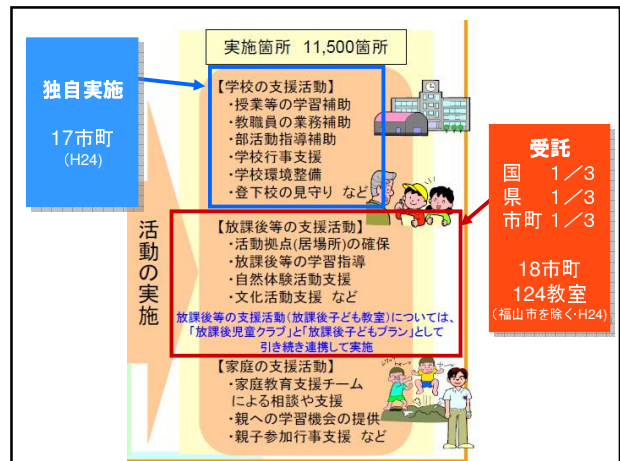 実施箇所 11,500箇所
独自実施
17市町
(H24)
【学校の支援活動】
・授業等の学習補助
・教職員の業務補助
・部活動指導補助
・学校行事支援
・学校環境整備
・登下校の見守り など
受託
国 1/3
県 1/3
市町 1/3
18市町
124教室
(福山市を除く・H24)
活動の実施
【放課後等の支援活動】
・活動拠点(居場所)の確保
・放課後等の学習指導
・自然体験活動支援
・文化活動支援 など
放課後等の支援活動(放課後子ども教室)については、
「放課後児童クラブ」と「放課後子どもプラン」として
引き続き連携して実施
【家庭の支援活動】
・家庭教育支援チーム
による相談や支援
・親への学習機会の提供
・親子参加行事支援 など